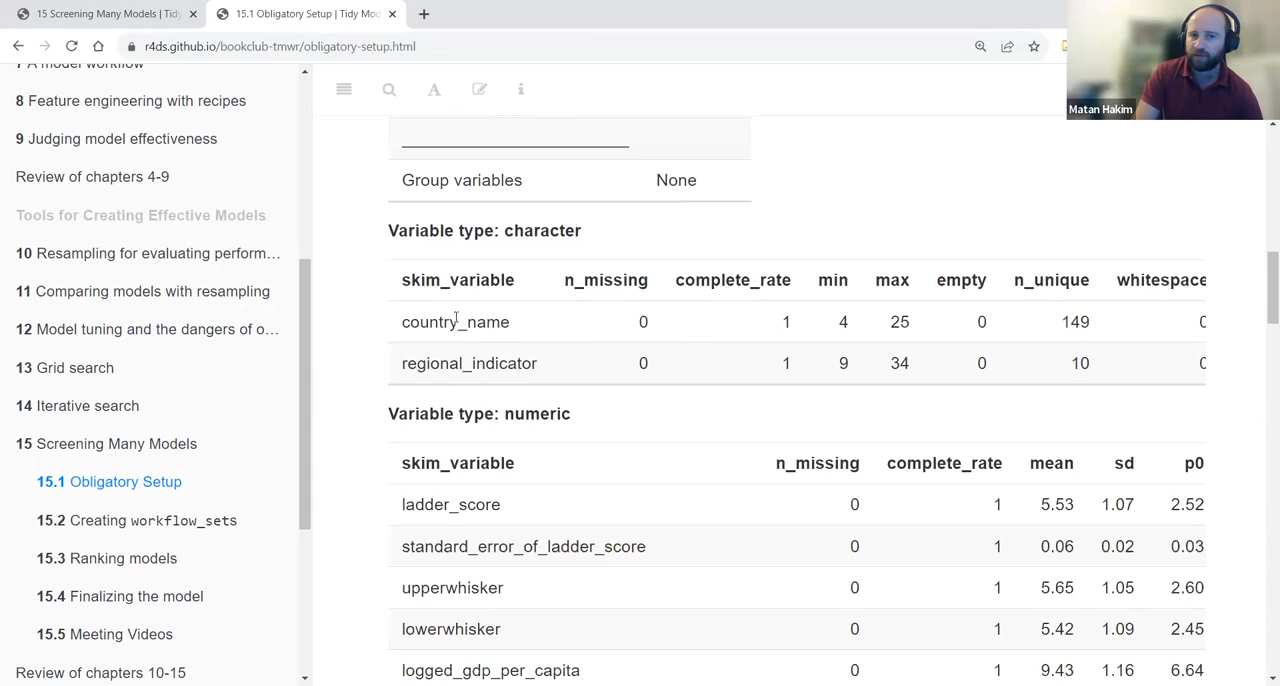 15 Screening Many Models | Tidy
15.1 Obligatory Setup | Tidy Mod
r4ds.github.io/bookclub-tmwr/obligatory-setup.html
Matan Hakim
7 A model workflow
8 Feature engineering with recipes
9 Judging model effectiveness
Review of chapters 4-9
Tools for Creating Effective Models
10 Resampling for evaluating perform…
11 Comparing models with resampling
12 Model tuning and the dangers of o…
13 Grid search
14 Iterative search
15 Screening Many Models
15.1 Obligatory Setup
15.2 Creating workflow_sets
15.3 Ranking models
15.4 Finalizing the model
15.5 Meeting Videos
Review of chapters 10-15
Group variables None
Variable type: character
skim_variable n_missing complete_rate min max empty n_unique whitespace
country_name 0 1 4 25 0 149 0
regional_indicator 0 1 9 34 0 10 0
Variable type: numeric
skim_variable n_missing complete_rate mean sd p0
ladder_score 0 1 5.53 1.07 2.52
standard_error_of_ladder_score 0 1 0.06 0.02 0.03
upperwhisker 0 1 5.65 1.05 2.60
lowerwhisker 0 1 5.42 1.09 2.45
logged_gdp_per_capita 0 1 9.43 1.16 6.64